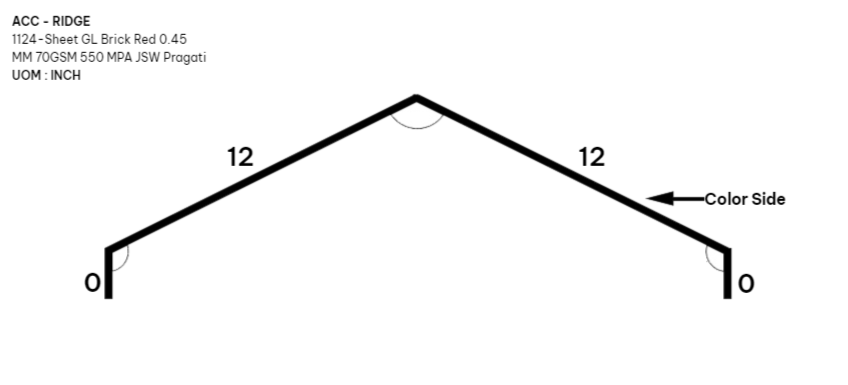 ACC - RIDGE
1124-Sheet GL Brick Red 0.45
MM 70GSM 550 MPA JSW Pragati
UOM : INCH
12
12
Color Side
0
0